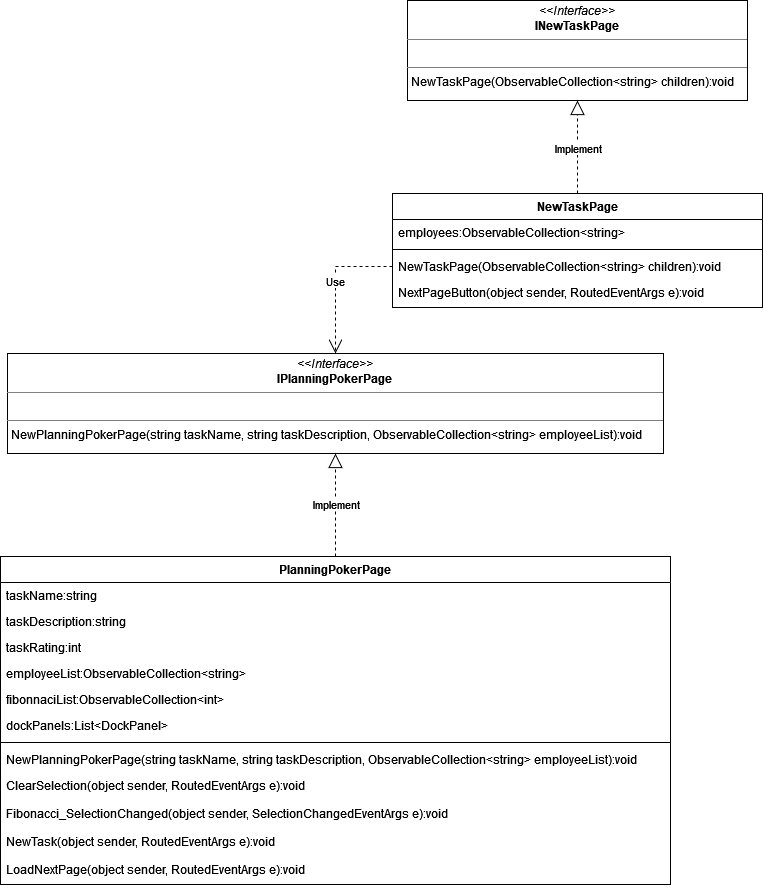 <<Interface>>
INewTaskPage
NewTaskPage(ObservableCollection<string> children):void
Implement
NewTaskPage
employees:ObservableCollection<string>
NewTaskPage(ObservableCollection<string> children):void
NextPageButton(object sender, RoutedEventArgs e):void
Use
<<Interface>>
IPlanningPokerPage
NewPlanningPokerPage(string taskName, string taskDescription, ObservableCollection<string> employeeList):void
Implement
PlanningPokerPage
taskName:string
taskDescription:string
taskRating:int
employeeList:ObservableCollection<string>
fibonnaciList:ObservableCollection<int>
dockPanels:List<DockPanel>
NewPlanningPokerPage(string taskName, string taskDescription, ObservableCollection<string> employeeList):void
ClearSelection(object sender, RoutedEventArgs e):void
Fibonacci_SelectionChanged(object sender, SelectionChangedEventArgs e):void
NewTask(object sender, RoutedEventArgs e):void
LoadNextPage(object sender, RoutedEventArgs e):void